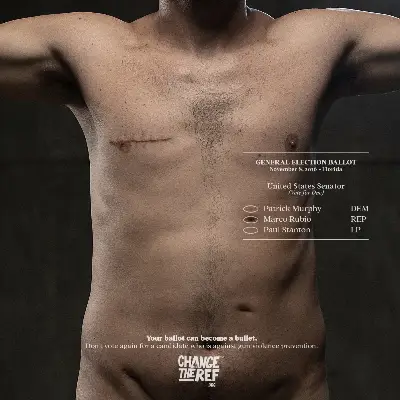 GENERAL ELECTION BALLOT
November 8, 2016 - Florida
United States Senator
(Vote for One)
Patrick Murphy DEM
Marco Rubio REP
Paul Stanton LP
Your ballot can become a bullet.
Don't vote again for a candidate who is against gun violence prevention.
CHANGE
THE REF
.ORG